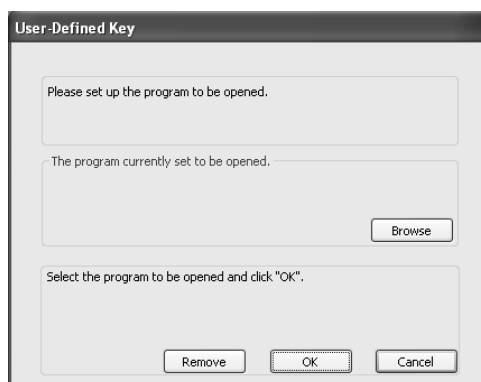 User-Defined Key
Please set up the program to be opened.
The program currently set to be opened.
Browse
Select the program to be opened and click "OK".
Remove OK Cancel